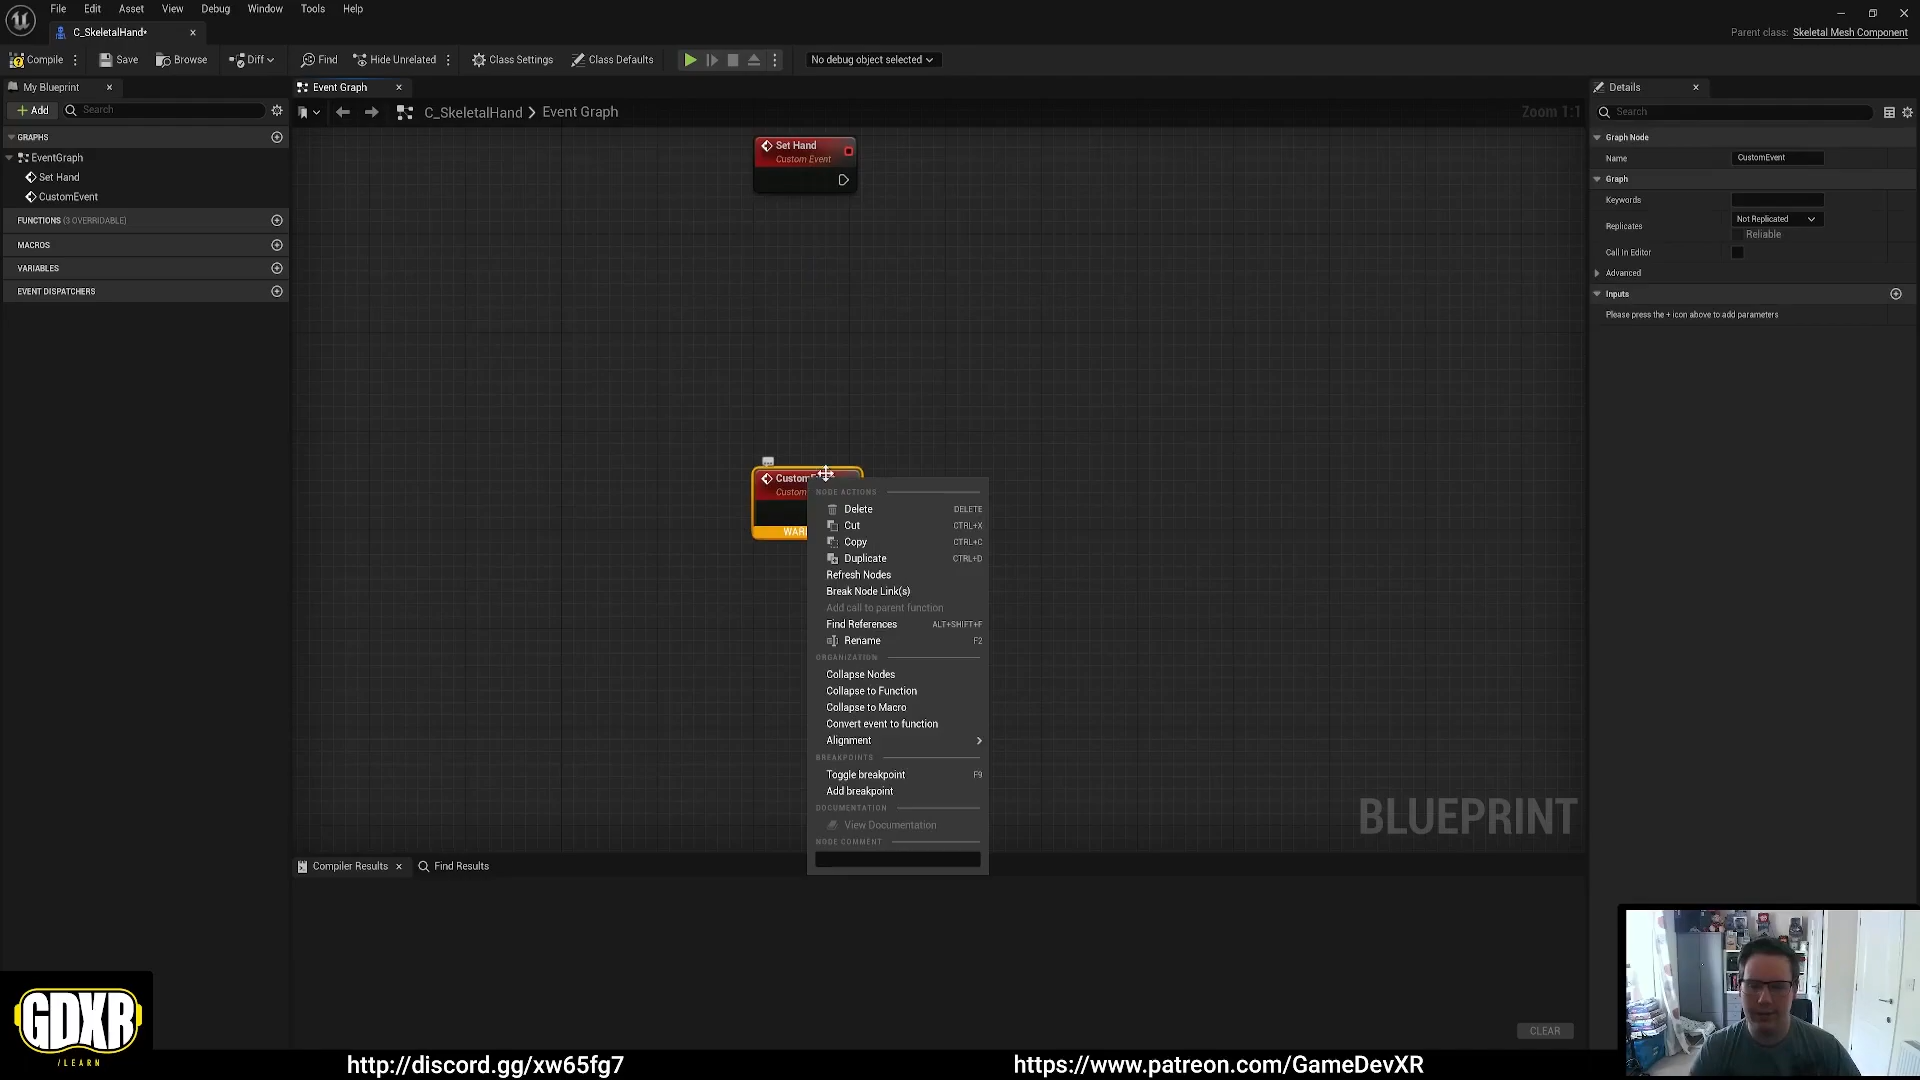 File Edit Asset View Debug Window Tools Help
C_SkeletalHand*
Parent class: Skeletal Mesh Component
Compile Save Browse Diff Find Hide Unrelated Class Settings Class Defaults No debug object selected
My Blueprint
Event Graph
Details
Add Search
C_SkeletalHand > Event Graph
Zoom 1:1
Search
GRAPHS
EventGraph
Set Hand
CustomEvent
FUNCTIONS (3 OVERRIDABLE)
MACROS
VARIABLES
EVENT DISPATCHERS
Set Hand
Custom Event
Custom
Custom
WAR
NODE ACTIONS
Delete DELETE
Cut CTRL+X
Copy CTRL+C
Duplicate CTRL+D
Refresh Nodes
Break Node Link(s)
Add call to parent function
Find References ALT+SHIFT+F
Rename F2
ORGANIZATION
Collapse Nodes
Collapse to Function
Collapse to Macro
Convert event to function
Alignment
BREAKPOINTS
Toggle breakpoint F9
Add breakpoint
DOCUMENTATION
View Documentation
NODE COMMENT
BLUEPRINT
Graph Node
Name CustomEvent
Graph
Keywords
Replicates Not Replicated
Reliable
Call In Editor
Advanced
Inputs
Please press the + icon above to add parameters
Compiler Results Find Results
CLEAR
GDXR
/LEARN
http://discord.gg/xw65fg7
https://www.patreon.com/GameDevXR